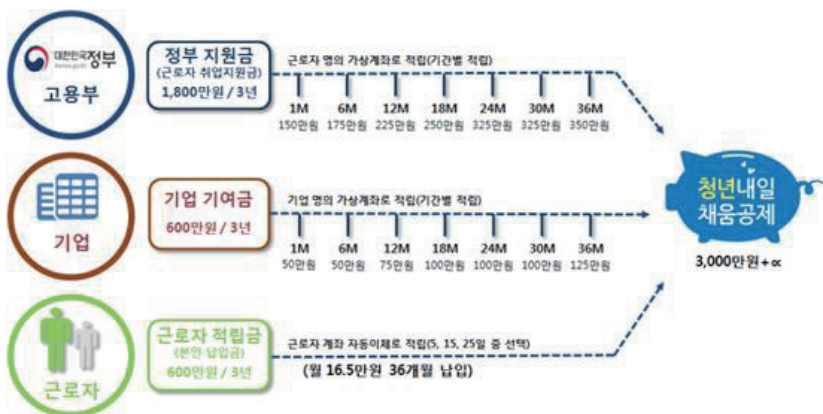 대한민국정부
고용부
정부 지원금
(근로자 취업지원금)
1,800만원 / 3년
근로자 명의 가상계좌로 적립(기간별 적립)
1M 6M 12M 18M 24M 30M 36M
150만원 175만원 225만원 250만원 325만원 325만원 350만원
기업
기업 기여금
600만원 / 3년
기업 명의 가상계좌로 적립(기간별 적립)
1M 6M 12M 18M 24M 30M 36M
50만원 50만원 75만원 100만원 100만원 100만원 125만원
청년내일
채움공제
3,000만원+∝
근로자
근로자 적립금
(본인 납입금)
600만원 / 3년
근로자 계좌 자동이체로 적립(5, 15, 25일 중 선택)
(월 16.5만원 36개월 납입)